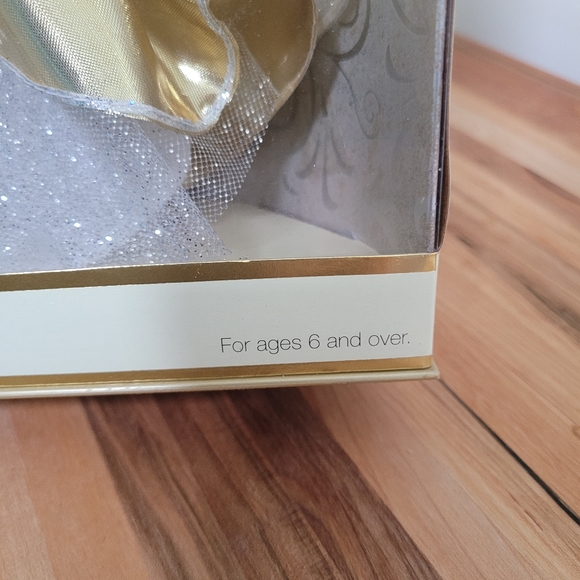 For ages 6 and over.